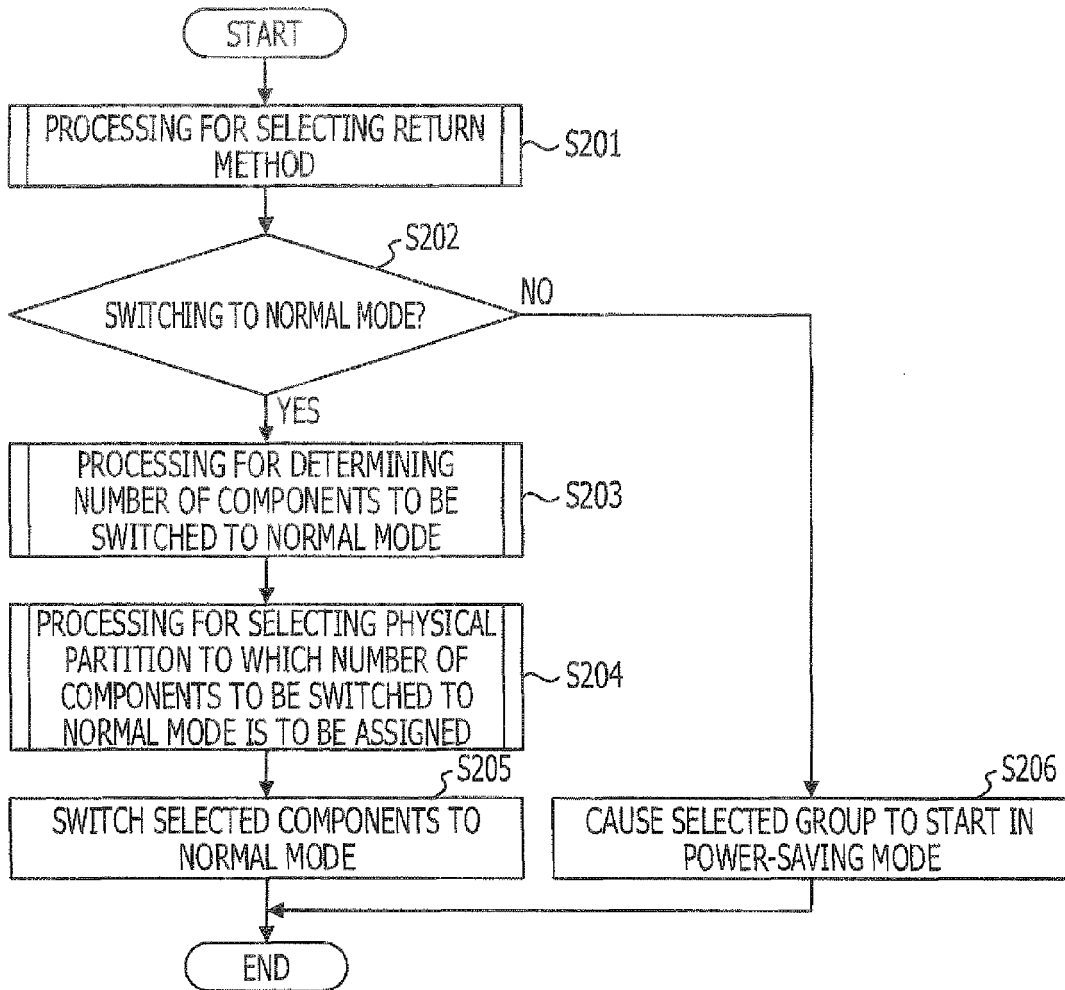 START
PROCESSING FOR SELECTING RETURN
METHOD
S201
S202
SWITCHING TO NORMAL MODE?
NO
YES
PROCESSING FOR DETERMINING
NUMBER OF COMPONENTS TO BE
SWITCHED TO NORMAL MODE
S203
PROCESSING FOR SELECTING PHYSICAL
PARTITION TO WHICH NUMBER OF
COMPONENTS TO BE SWITCHED TO
NORMAL MODE IS TO BE ASSIGNED
S204
S205
SWITCH SELECTED COMPONENTS TO
NORMAL MODE
S206
CAUSE SELECTED GROUP TO START IN
POWER-SAVING MODE
END